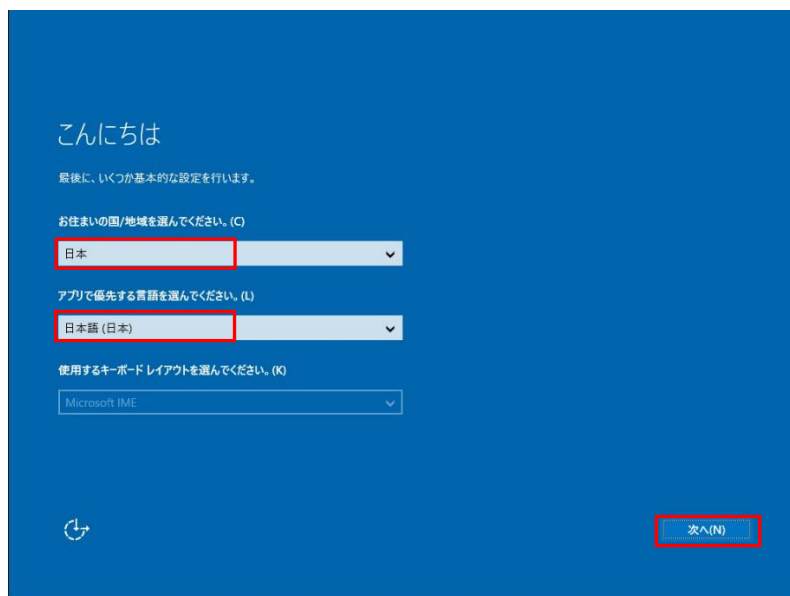 こんにちは
最後に、いくつか基本的な設定を行います。
お住まいの国/地域を選んでください。(C)
日本
アプリで優先する言語を選んでください。(L)
日本語 (日本)
使用するキーボード レイアウトを選んでください。(K)
Microsoft IME
次へ(N)